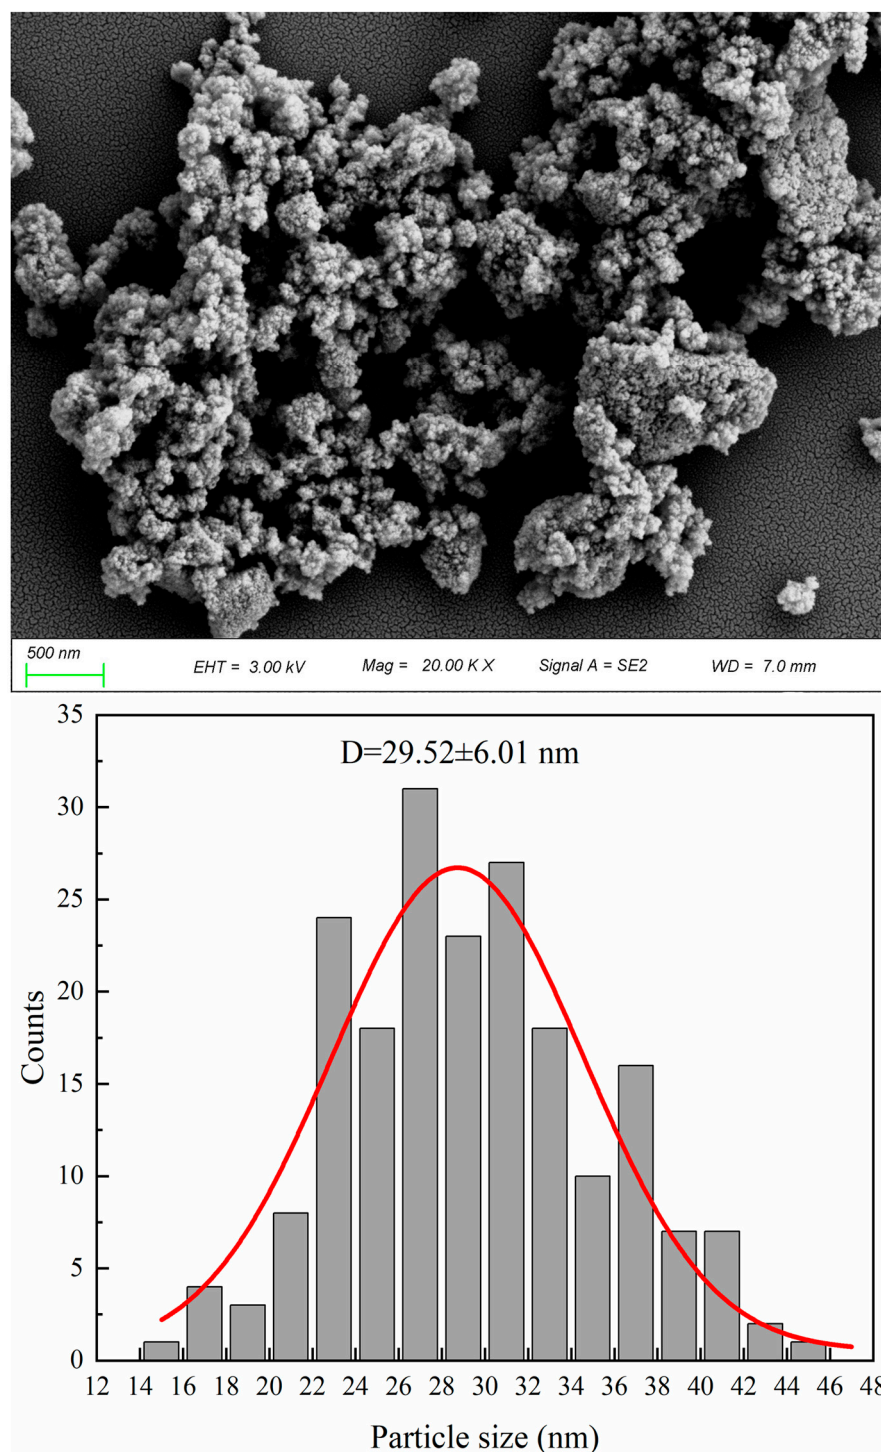 500 nm
EHT = 3.00 kV Mag = 20.00 K X Signal A = SE2 WD = 7.0 mm
35
D=29.52±6.01 nm
30
25
20
15
10
5
0
Counts
12 14 16 18 20 22 24 26 28 30 32 34 36 38 40 42 44 46 48
Particle size (nm)